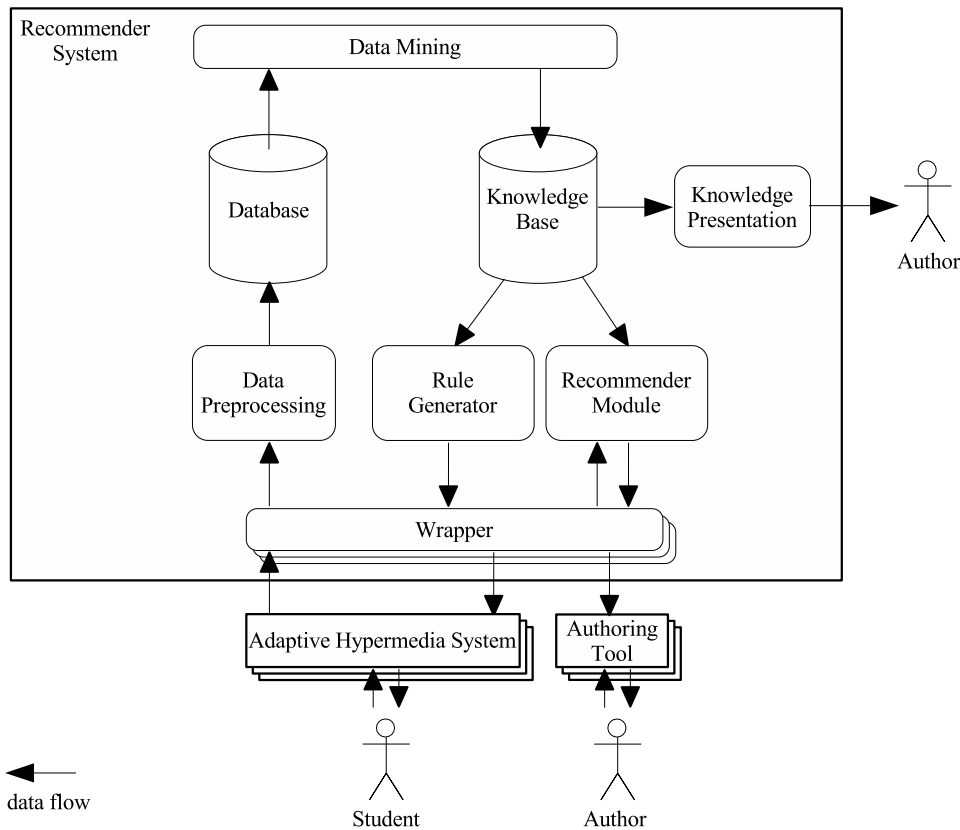 Recommender
System
Data Mining
Database
Knowledge
Base
Knowledge
Presentation
Author
Data
Preprocessing
Rule
Generator
Recommender
Module
Wrapper
Adaptive Hypermedia System
Authoring
Tool
data flow
Student
Author